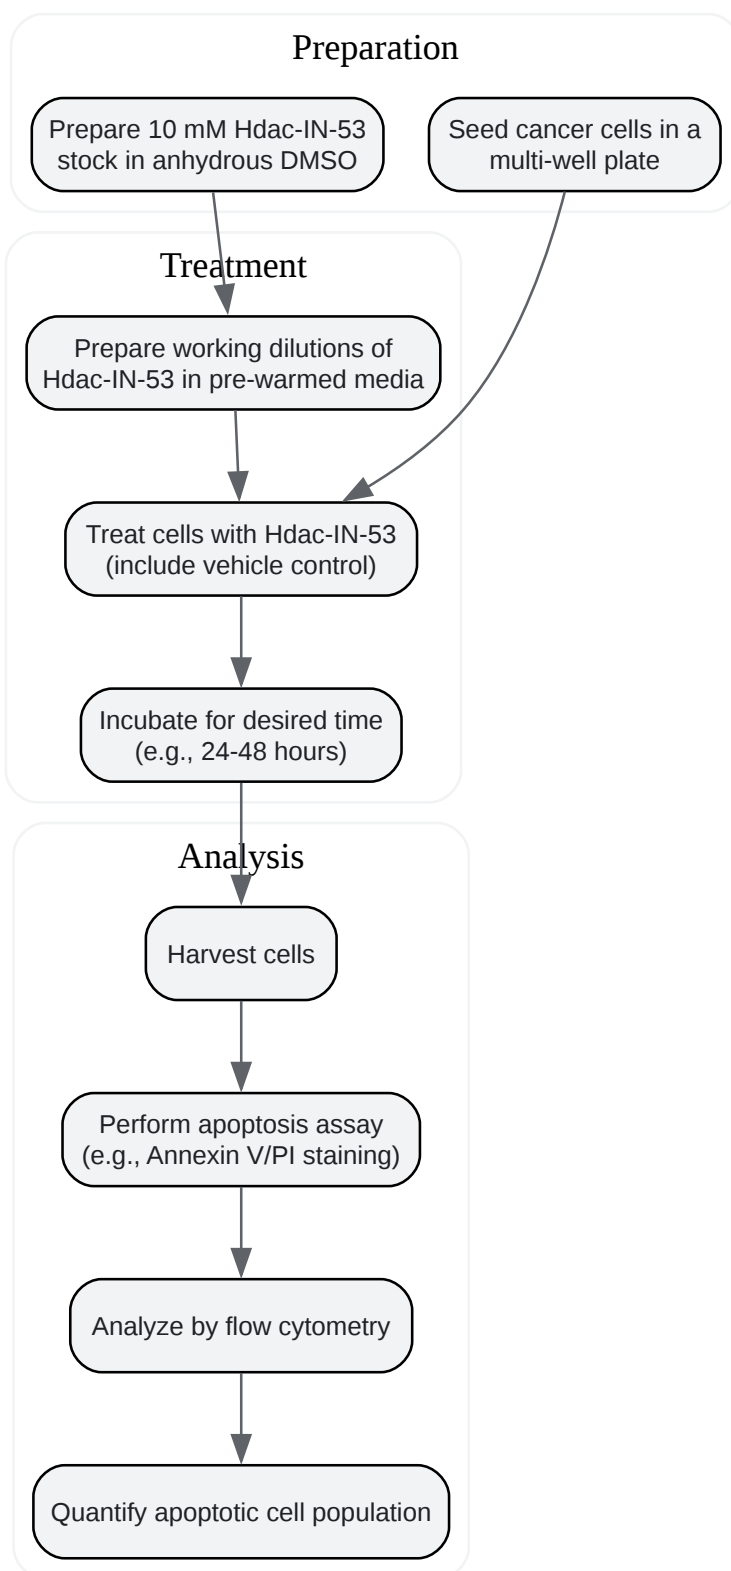 Preparation
Prepare 10 mM Hdac-IN-53
stock in anhydrous DMSO
Seed cancer cells in a
multi-well plate
Treatment
Prepare working dilutions of
Hdac-IN-53 in pre-warmed media
Treat cells with Hdac-IN-53
(include vehicle control)
Incubate for desired time
(e.g., 24-48 hours)
Analysis
Harvest cells
Perform apoptosis assay
(e.g., Annexin V/PI staining)
Analyze by flow cytometry
Quantify apoptotic cell population